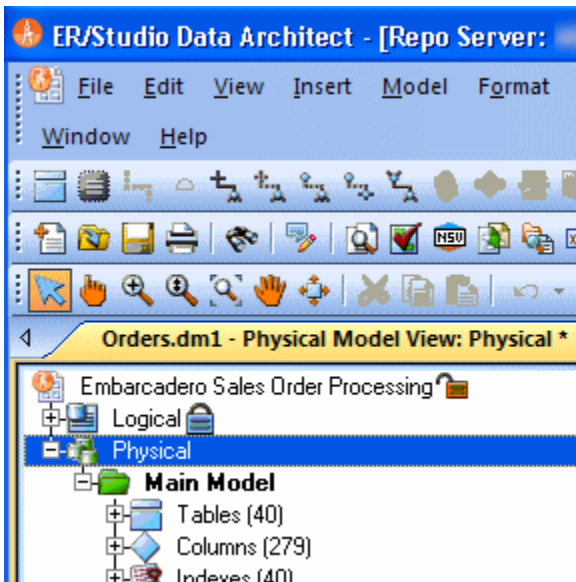 ER/Studio Data Architect - [Repo Server:
File Edit View Insert Model Format
Window Help
NSU
Orders.dm1 - Physical Model View: Physical *
Embarcadero Sales Order Processing
Logical
Physical
Main Model
Tables (40)
Columns (279)
Indexes (40)